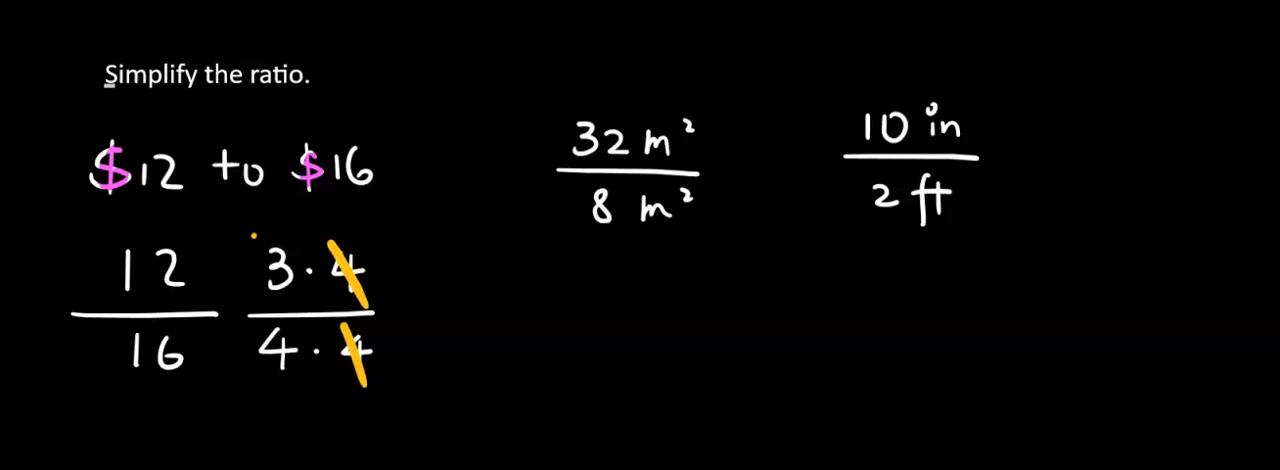 Simplify the ratio.
$12 to $16
12
16
3 · 4
4 · 4
32 m²
8 m²
10 in
2 ft